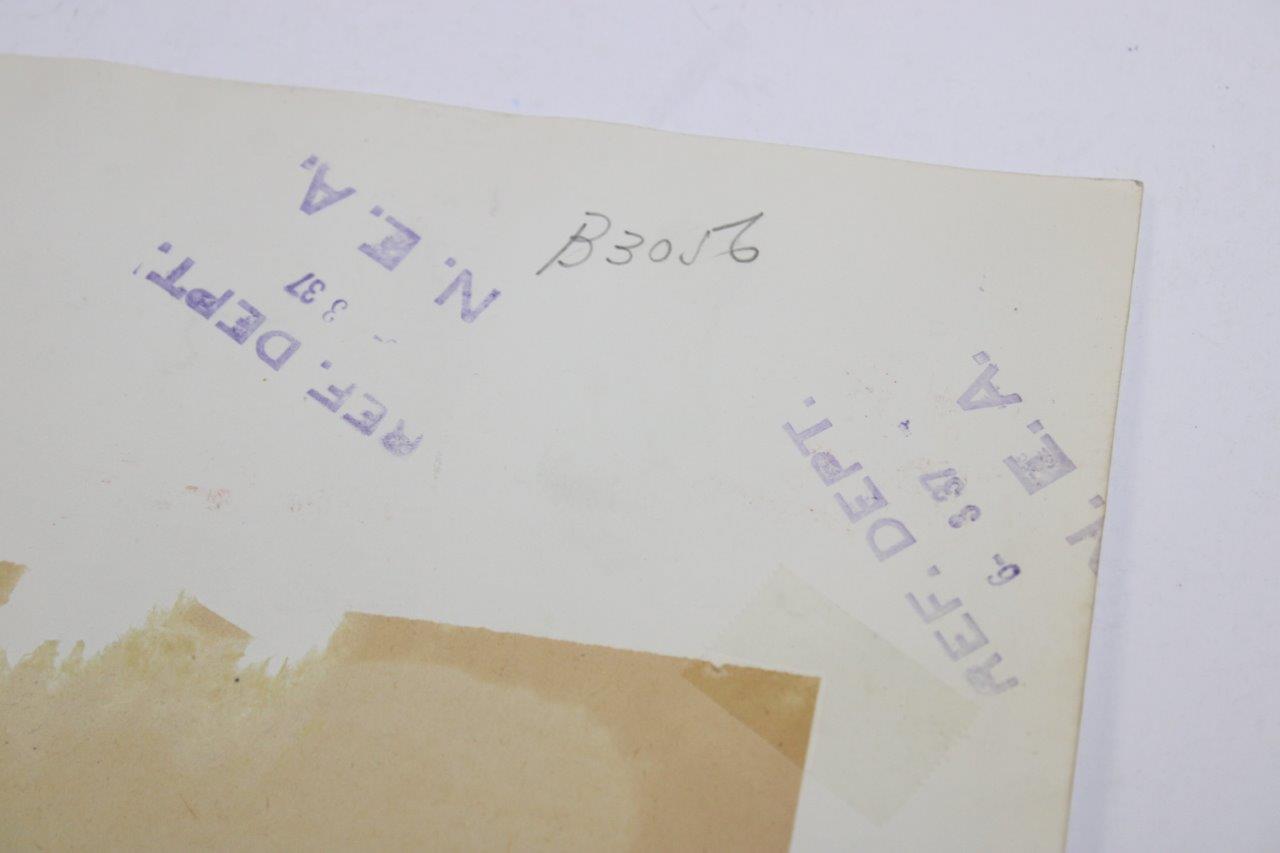 B3056
REF. DEPT.
3 37
N. E. A.
REF. DEPT.
6- 3 37
N. E. A.